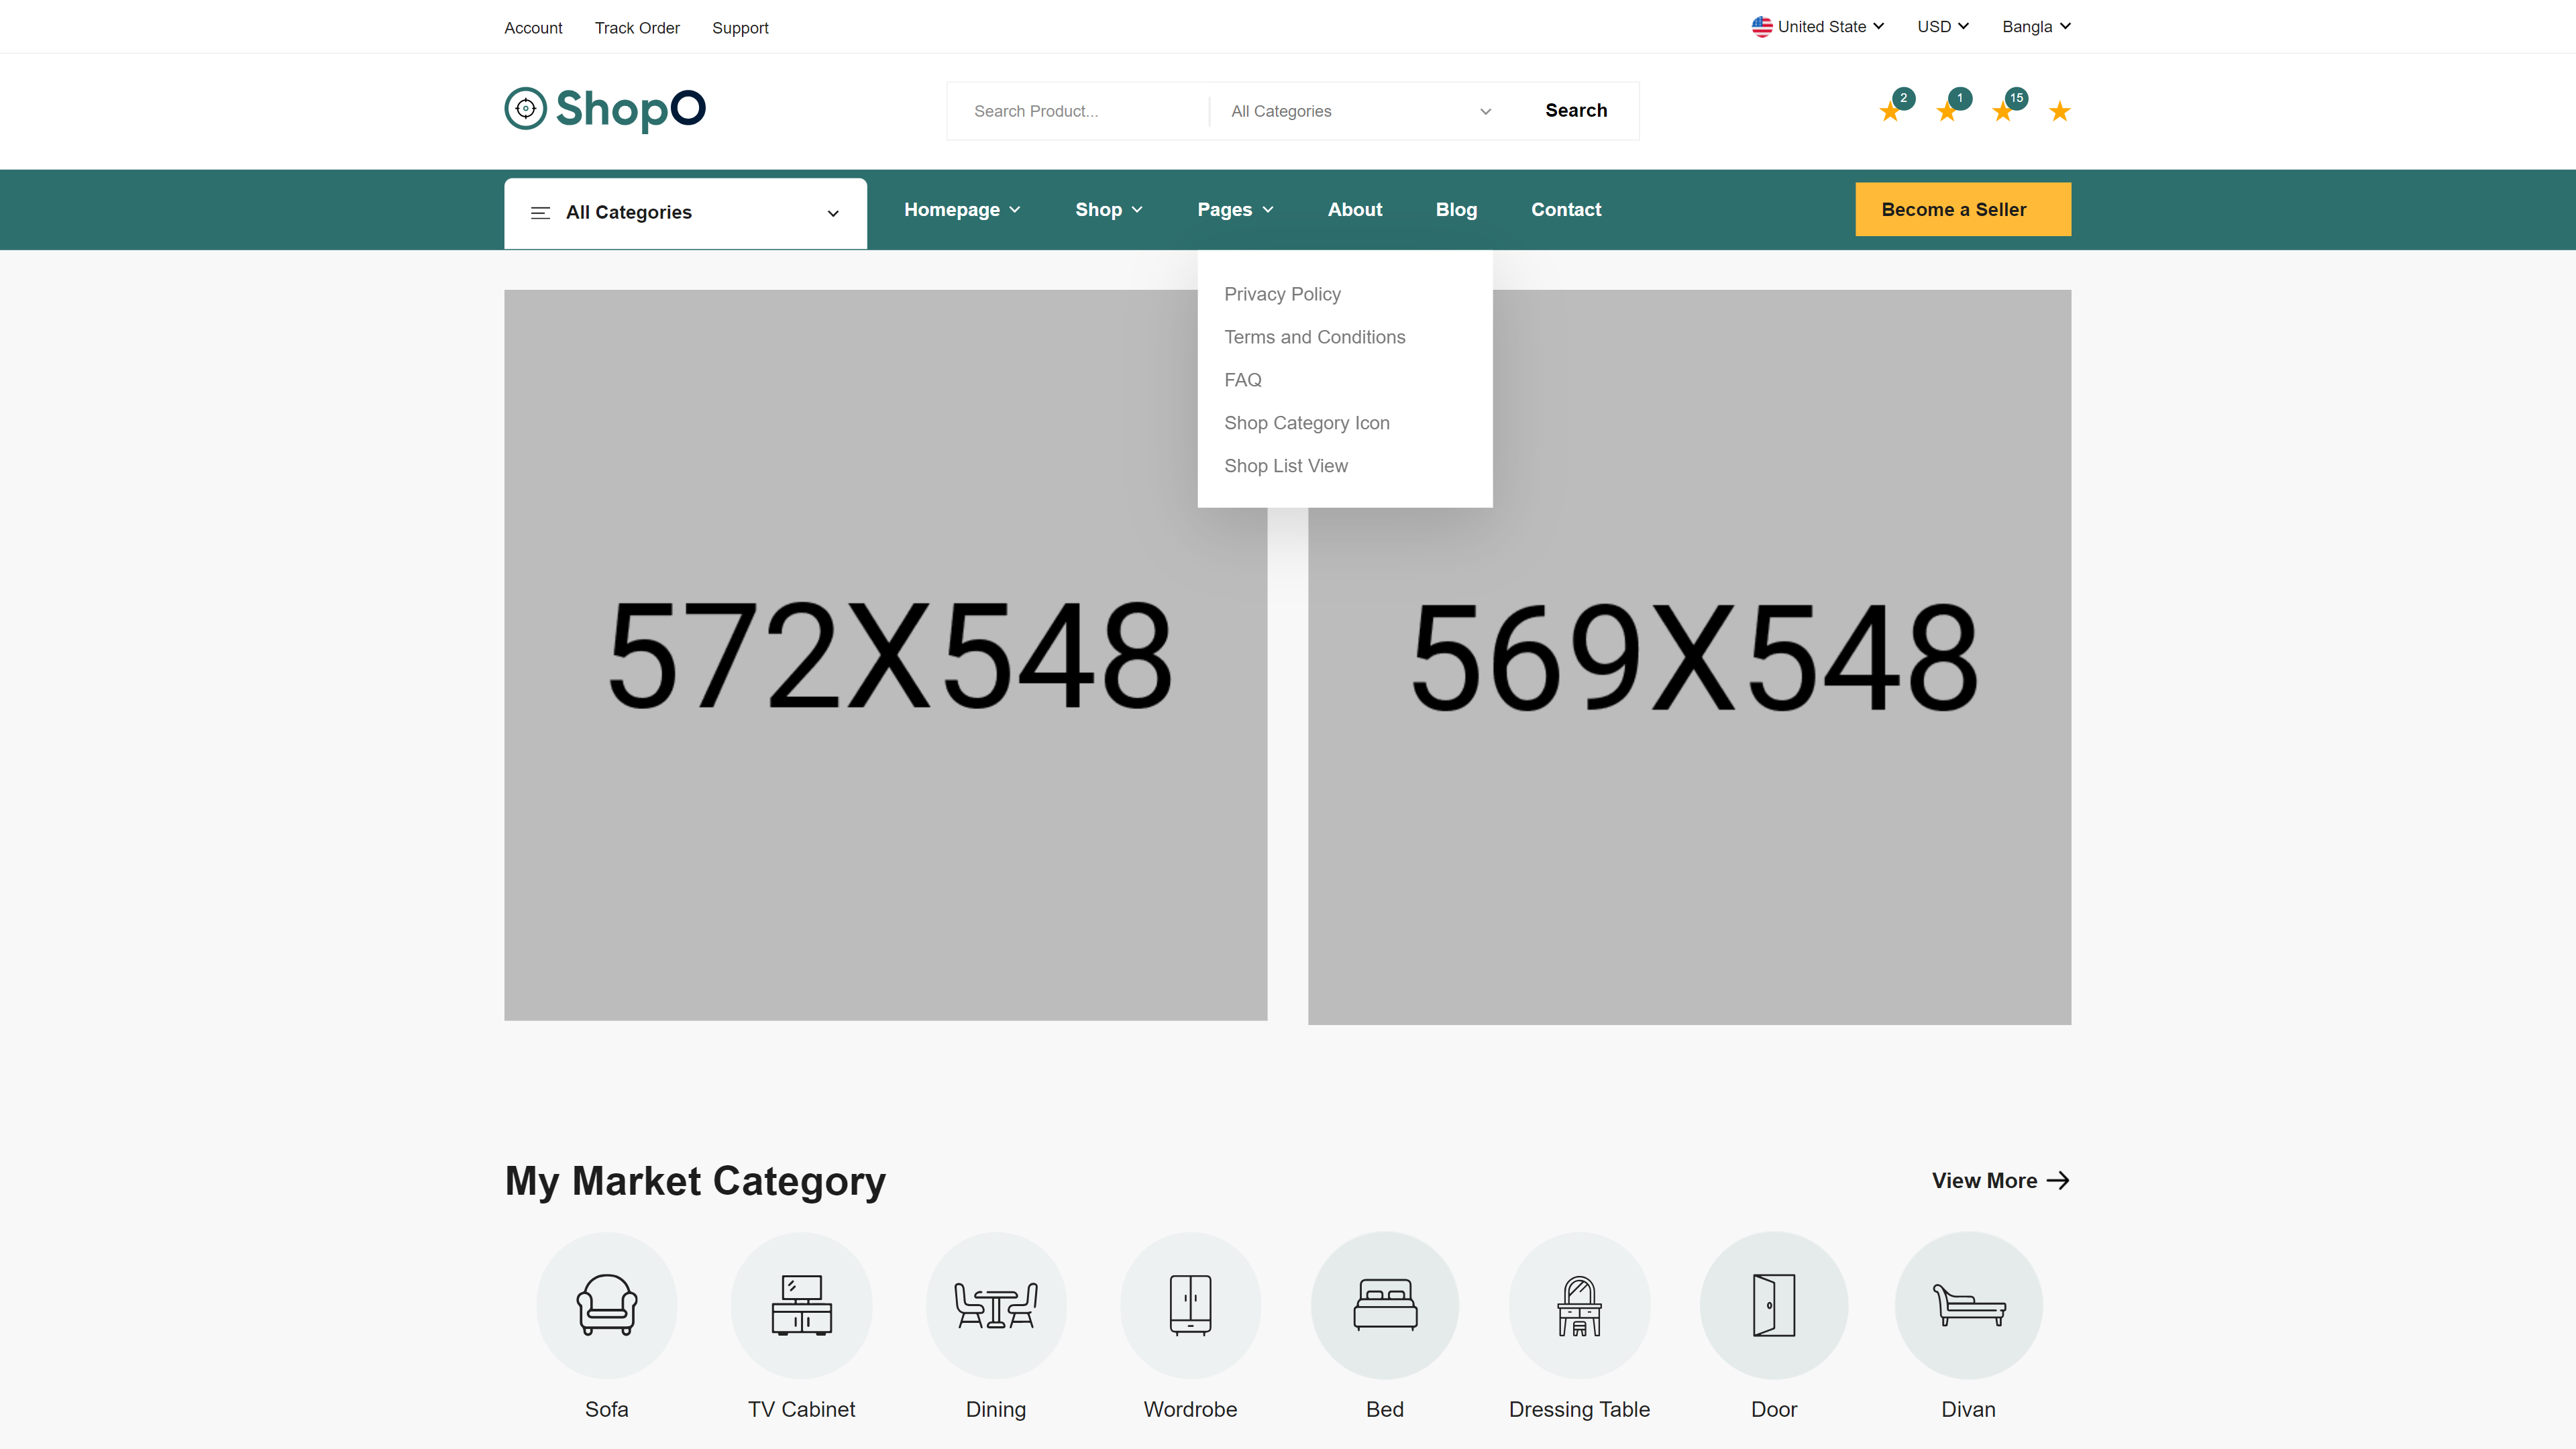 Account Track Order Support United State USD Bangla
ShopO Search Product... All Categories Search 2 1 15
All Categories Homepage Shop Pages About Blog Contact Become a Seller
Privacy Policy
Terms and Conditions
FAQ
Shop Category Icon
Shop List View
572X548 569X548
My Market Category View More
Sofa TV Cabinet Dining Wordrobe Bed Dressing Table Door Divan